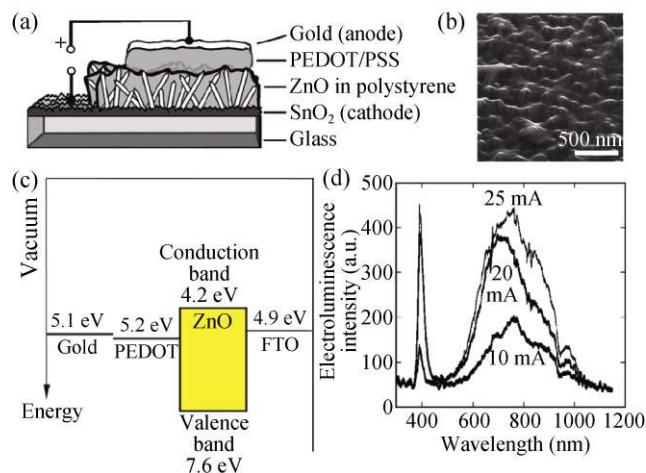 (a)
+
Gold (anode)
PEDOT/PSS
ZnO in polystyrene
SnO₂ (cathode)
Glass
(b)
500 nm
(c)
Vacuum
Energy
5.1 eV
Gold
5.2 eV
PEDOT
Conduction
band
4.2 eV
ZnO
4.9 eV
FTO
Valence
band
7.6 eV
(d)
Electroluminescence
intensity (a.u.)
500
400
300
200
100
0
25 mA
20
mA
10 mA
400 600 800 1000 1200
Wavelength (nm)